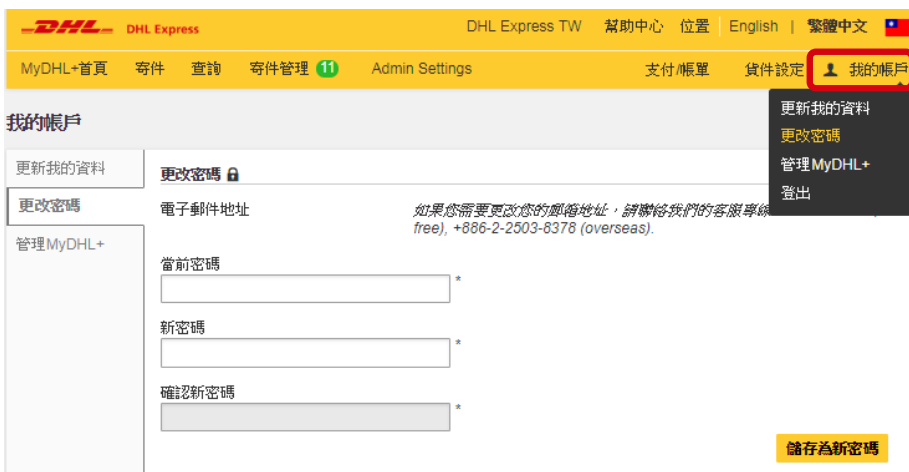 DHL DHL Express DHL Express TW 幫助中心 位置 English | 繁體中文
MyDHL+首頁 寄件 查詢 寄件管理 11 Admin Settings 支付/帳單 貨件設定 我的帳戶
更新我的資料
更改密碼
管理MyDHL+
登出
我的帳戶
更新我的資料
更改密碼
管理MyDHL+
更改密碼
電子郵件地址
如果您需要更改您的郵箱地址，請聯絡我們的客服專線
free), +886-2-2503-8378 (overseas).
當前密碼
*
新密碼
*
確認新密碼
*
儲存為新密碼